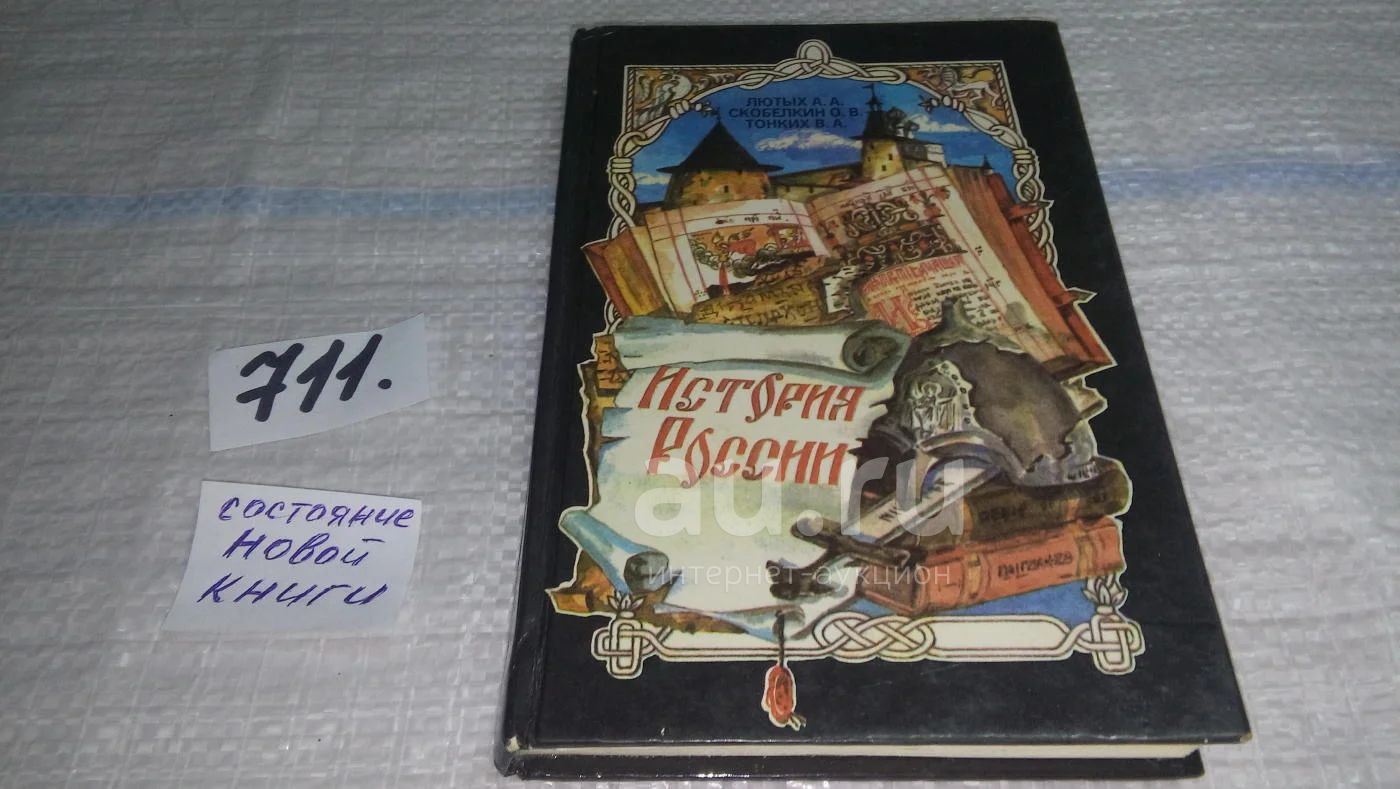 ЛЮТЫХ А. А.
СКОБЕЛКИН О. В.
ТОНКИХ В. А.
История
России
711.
состояние
новой
книги
au.ru
интернет-аукцион